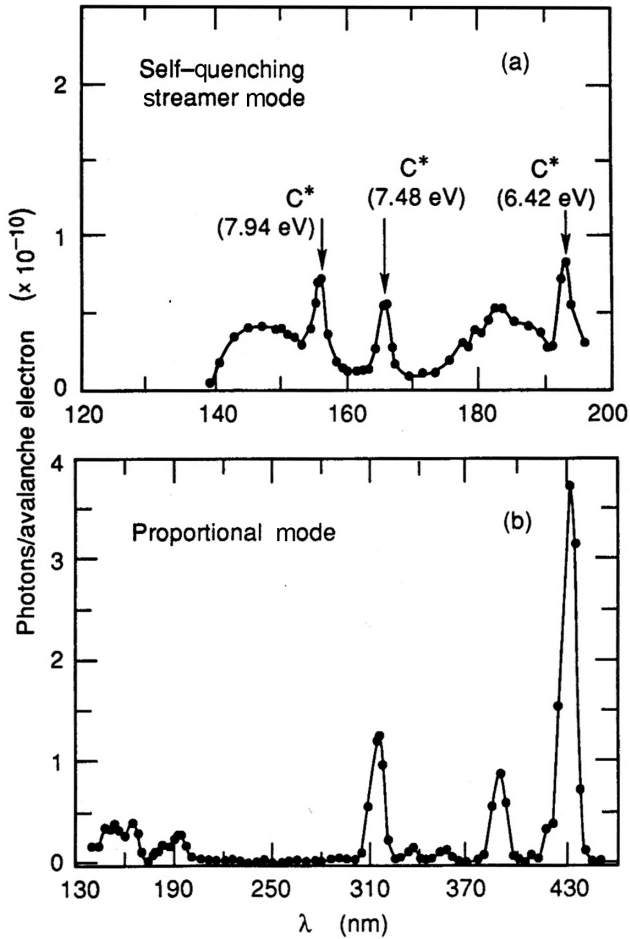 (a)
Self–quenching
streamer mode
C*
(7.94 eV)
C*
(7.48 eV)
C*
(6.42 eV)
2
1
0
120 140 160 180 200
Photons/avalanche electron (x 10⁻¹⁰)
(b)
Proportional mode
4
3
2
1
0
130 190 250 310 370 430
λ (nm)